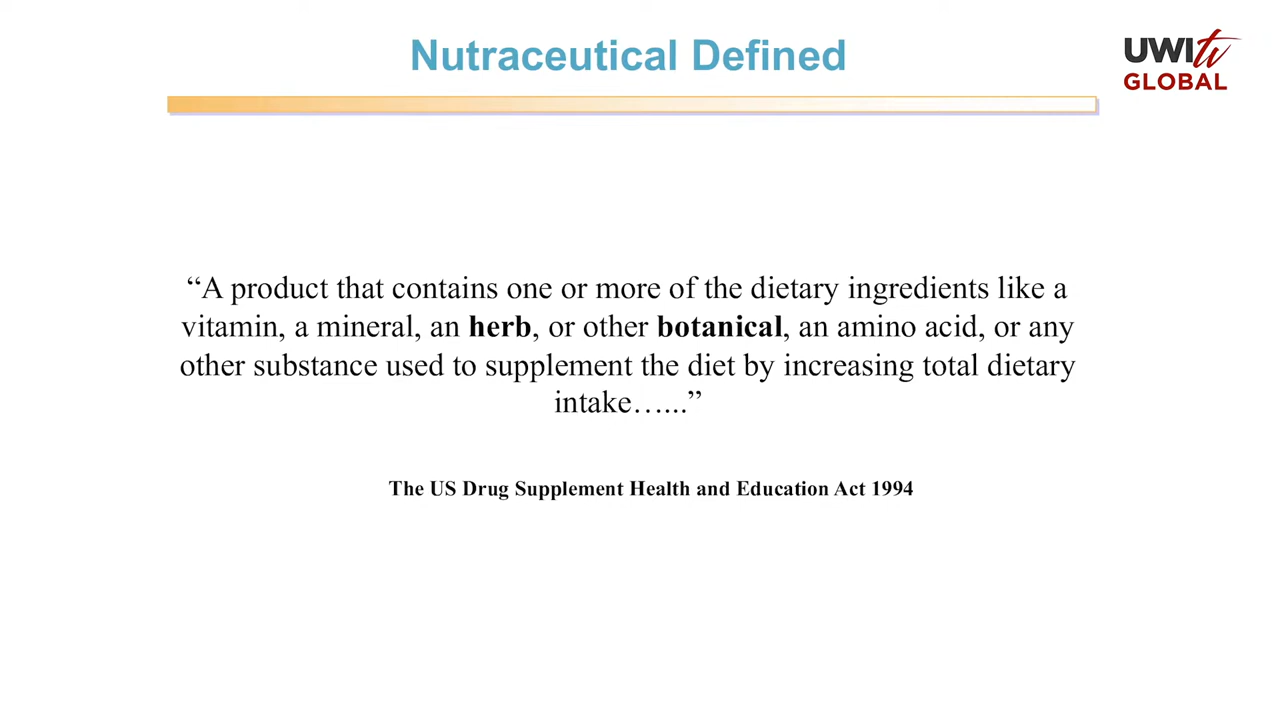 Nutraceutical Defined
UWItv
GLOBAL
“A product that contains one or more of the dietary ingredients like a
vitamin, a mineral, an herb, or other botanical, an amino acid, or any
other substance used to supplement the diet by increasing total dietary
intake…...”
The US Drug Supplement Health and Education Act 1994